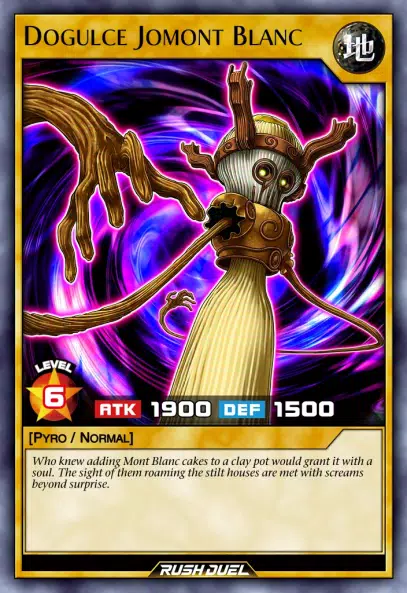 DOGULCE JOMONT BLANC
地
LEVEL
6
ATK 1900 DEF 1500
[PYRO / NORMAL]
Who knew adding Mont Blanc cakes to a clay pot would grant it with a
soul. The sight of them roaming the stilt houses are met with screams
beyond surprise.
RUSH DUEL